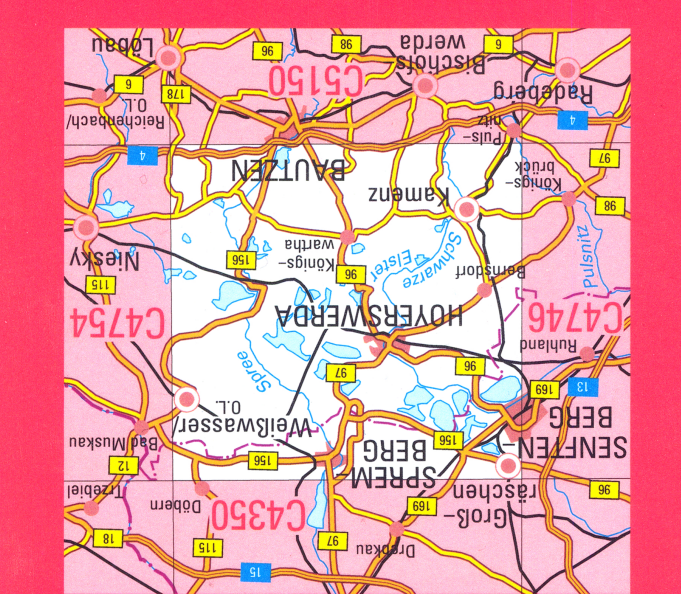 15
Drebkau
97
115
18
Groß-
räschen
169
C4350
Döbern
96
Trzebiel
SPREM-
BERG
156
12
SENFTEN
BERG
156
Bad Muskau
Weißwasser/
O.L.
13
169
96
97
Spree
Ruhland
C4746
HOYERSWERDA
C4754
Bernsdorf
96
115
Pulsnitz
Schwarze
Elster
Königs-
wartha
156
Niesky
98
Kamenz
Königs-
brück
BAUTZEN
97
4
Puls-
nitz
4
Reichenbach/
O.L.
Radeberg
C5150
178
6
Bischofs-
werda
6
98
96
Löbau